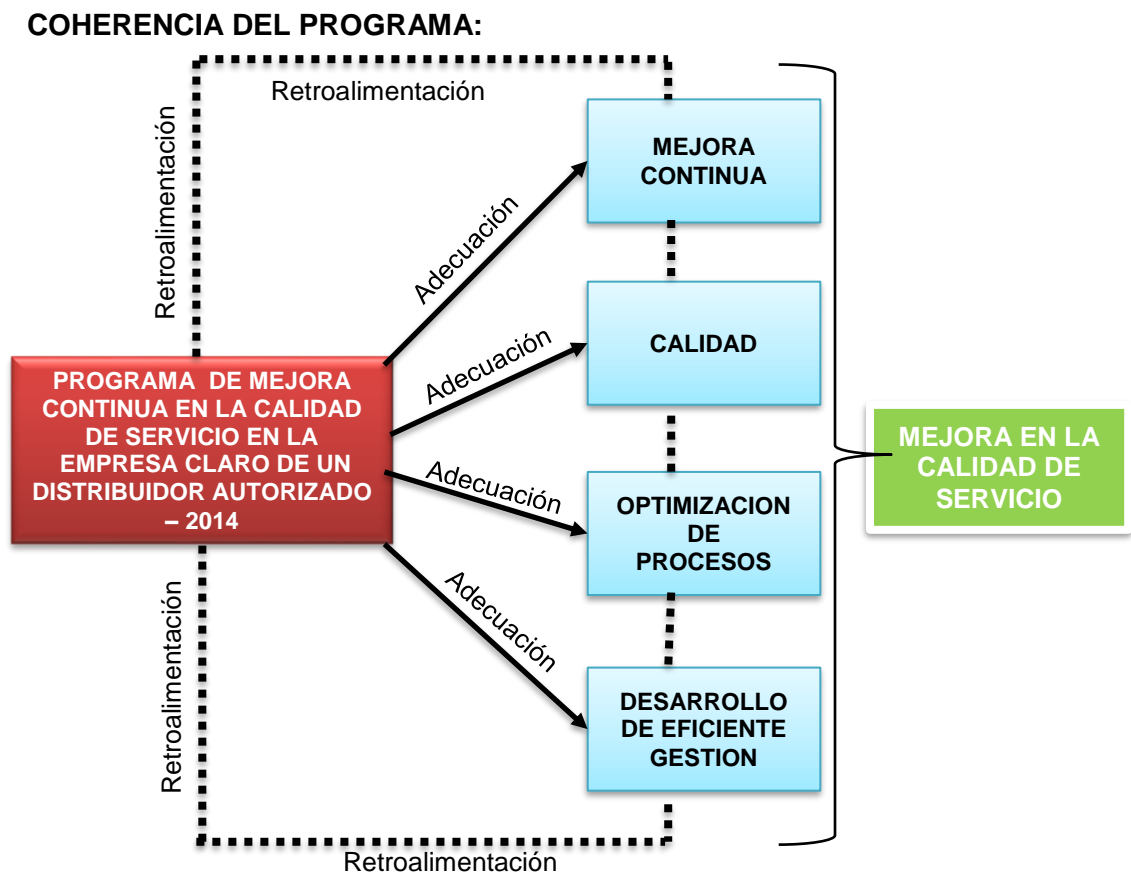 COHERENCIA DEL PROGRAMA:
Retroalimentación
Retroalimentación
MEJORA
CONTINUA
Adecuación
CALIDAD
Adecuación
PROGRAMA DE MEJORA
CONTINUA EN LA CALIDAD
DE SERVICIO EN LA
EMPRESA CLARO DE UN
DISTRIBUIDOR AUTORIZADO
– 2014
MEJORA EN LA
CALIDAD DE
SERVICIO
Adecuación
OPTIMIZACION
DE
PROCESOS
Adecuación
Retroalimentación
DESARROLLO
DE EFICIENTE
GESTION
Retroalimentación